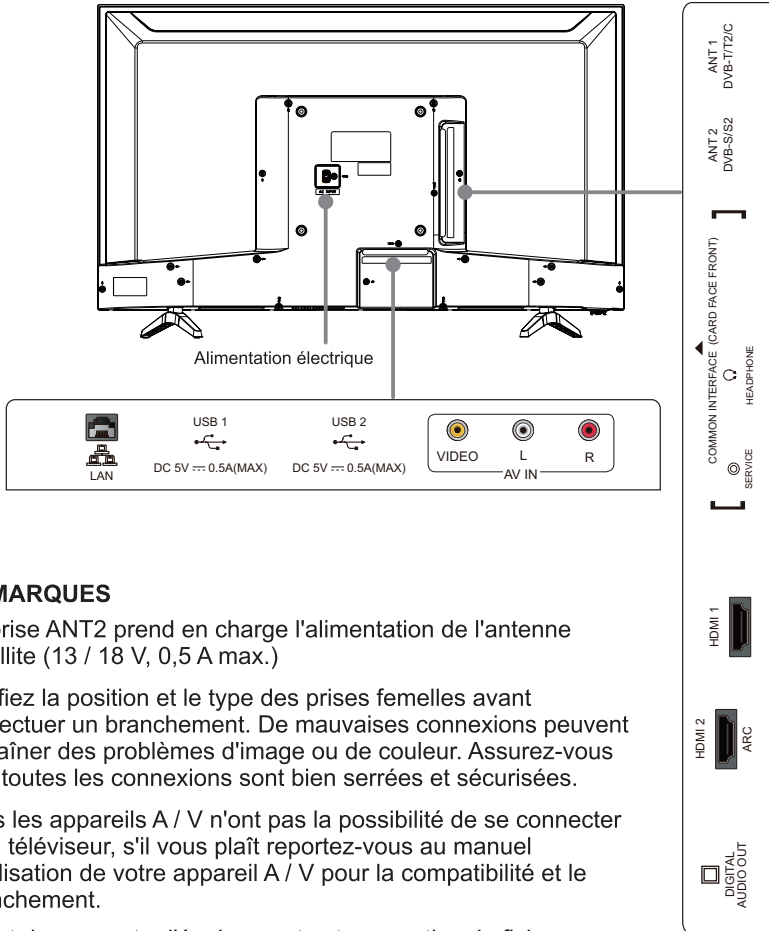 AC INPUT
Alimentation électrique
LAN
USB 1
DC 5V 0.5A(MAX)
USB 2
DC 5V 0.5A(MAX)
VIDEO
L
R
AV IN
ANT 1
DVB-T/T2/C
ANT 2
DVB-S/S2
COMMON INTERFACE (CARD FACE FRONT)
HEADPHONE
SERVICE
HDMI 1
HDMI 2
ARC
DIGITAL
AUDIO OUT
MARQUES
rise ANT2 prend en charge l'alimentation de l'antenne
llite (13 / 18 V, 0,5 A max.)
fiez la position et le type des prises femelles avant
ectuer un branchement. De mauvaises connexions peuvent
aîner des problèmes d'image ou de couleur. Assurez-vous
toutes les connexions sont bien serrées et sécurisées.
s les appareils A / V n'ont pas la possibilité de se connecter
téléviseur, s'il vous plaît reportez-vous au manuel
lisation de votre appareil A / V pour la compatibilité et le
nchement.